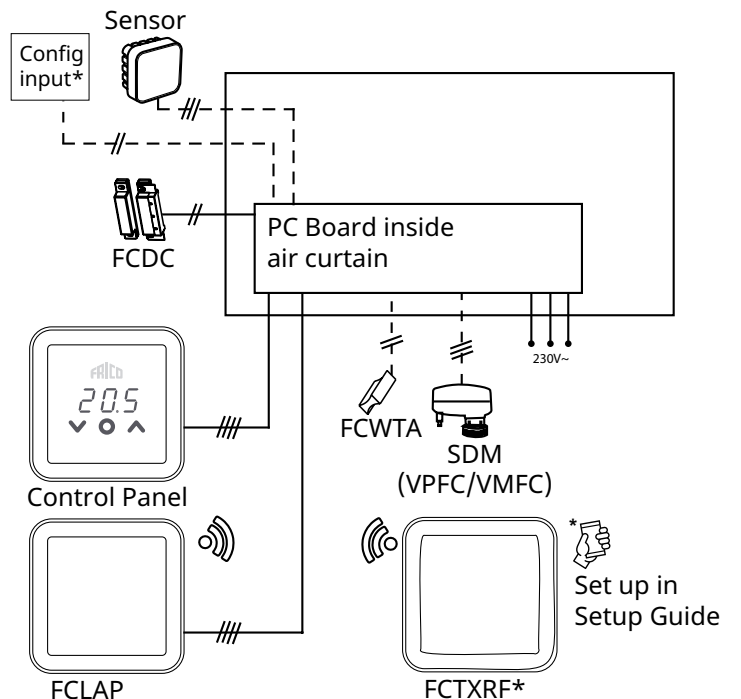 Sensor
Config
input*
FCDC
PC Board inside
air curtain
230V~
FCWTA
SDM
(VPFC/VMFC)
FRICO
20.5
Control Panel
*
Set up in
Setup Guide
FCLAP
FCTXRF*